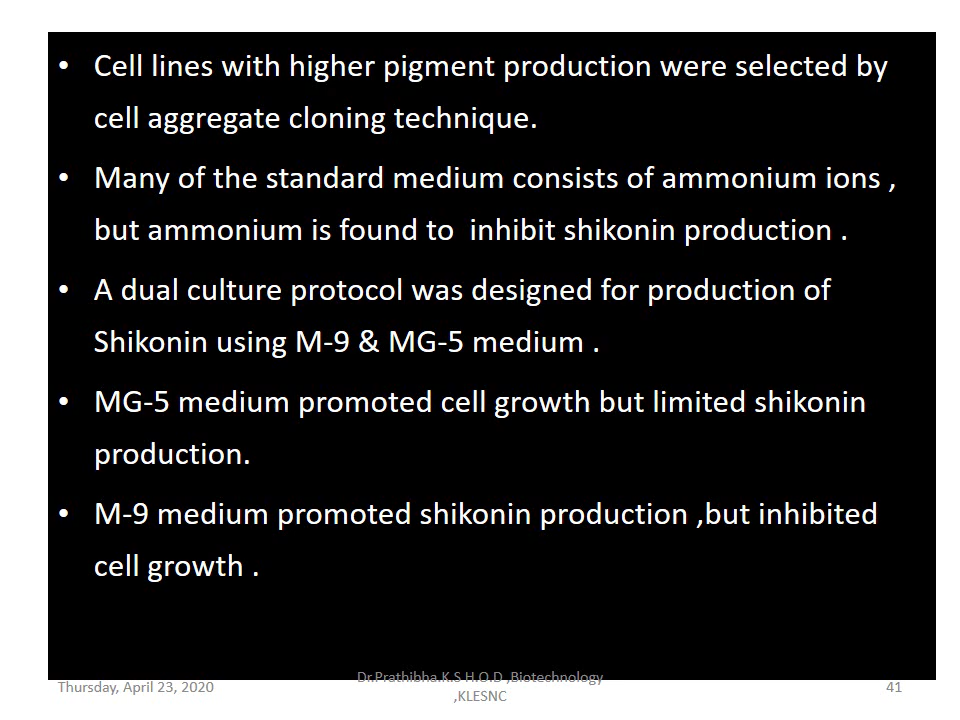 • Cell lines with higher pigment production were selected by
cell aggregate cloning technique.
• Many of the standard medium consists of ammonium ions ,
but ammonium is found to  inhibit shikonin production .
• A dual culture protocol was designed for production of
Shikonin using M-9 & MG-5 medium .
• MG-5 medium promoted cell growth but limited shikonin
production.
• M-9 medium promoted shikonin production ,but inhibited
cell growth .
Thursday, April 23, 2020
Dr.Prathibha.K.S H.O.D ,Biotechnology
,KLESNC
41